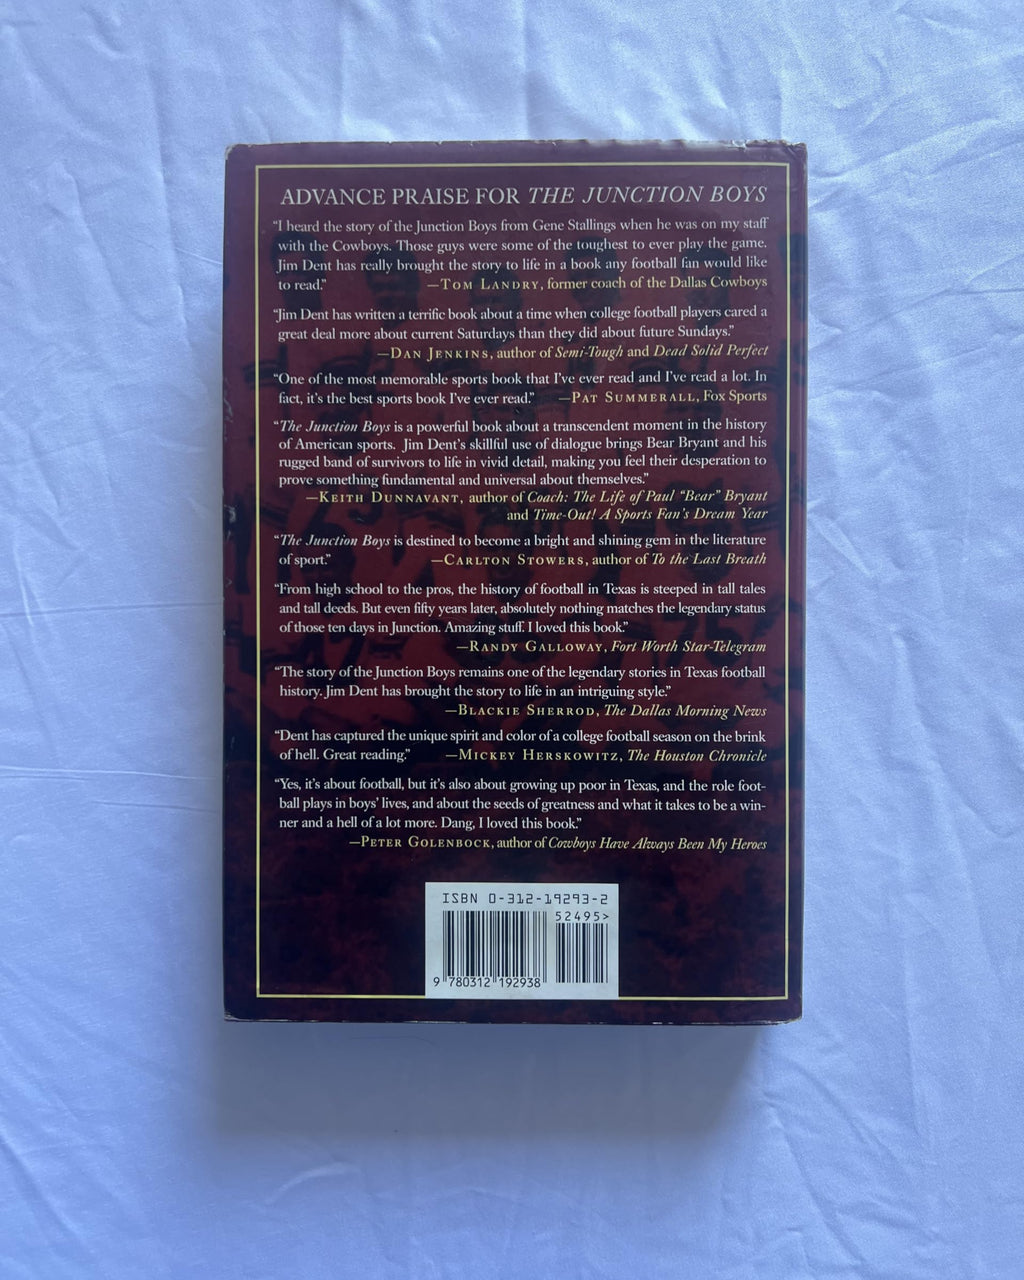 ADVANCE PRAISE FOR THE JUNCTION BOYS
“I heard the story of the Junction Boys from Gene Stallings when he was on my staff
with the Cowboys. Those guys were some of the toughest to ever play the game.
Jim Dent has really brought the story to life in a book any football fan would like
to read.” —TOM LANDRY, former coach of the Dallas Cowboys
“Jim Dent has written a terrific book about a time when college football players cared a
great deal more about current Saturdays than they did about future Sundays.”
—DAN JENKINS, author of Semi-Tough and Dead Solid Perfect
“One of the most memorable sports book that I’ve ever read and I’ve read a lot. In
fact, it’s the best sports book I’ve ever read.” —PAT SUMMERALL, Fox Sports
“The Junction Boys is a powerful book about a transcendent moment in the history
of American sports. Jim Dent’s skillful use of dialogue brings Bear Bryant and his
rugged band of survivors to life in vivid detail, making you feel their desperation to
prove something fundamental and universal about themselves.”
—KEITH DUNNAVANT, author of Coach: The Life of Paul “Bear” Bryant
and Time-Out! A Sports Fan’s Dream Year
“The Junction Boys is destined to become a bright and shining gem in the literature
of sport.” —CARLTON STOWERS, author of To the Last Breath
“From high school to the pros, the history of football in Texas is steeped in tall tales
and tall deeds. But even fifty years later, absolutely nothing matches the legendary status
of those ten days in Junction. Amazing stuff. I loved this book.”
—RANDY GALLOWAY, Fort Worth Star-Telegram
“The story of the Junction Boys remains one of the legendary stories in Texas football
history. Jim Dent has brought the story to life in an intriguing style.”
—BLACKIE SHERROD, The Dallas Morning News
“Dent has captured the unique spirit and color of a college football season on the brink
of hell. Great reading.” —MICKEY HERSKOWITZ, The Houston Chronicle
“Yes, it’s about football, but it’s also about growing up poor in Texas, and the role foot-
ball plays in boys’ lives, and about the seeds of greatness and what it takes to be a win-
ner and a hell of a lot more. Dang, I loved this book.”
—PETER GOLENBOCK, author of Cowboys Have Always Been My Heroes
ISBN 0-312-19293-2
52495>
9 780312 192938